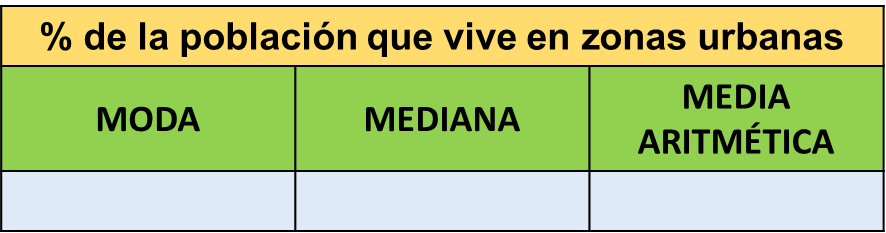 % de la población que vive en zonas urbanas
MODA
MEDIANA
MEDIA
ARITMÉTICA